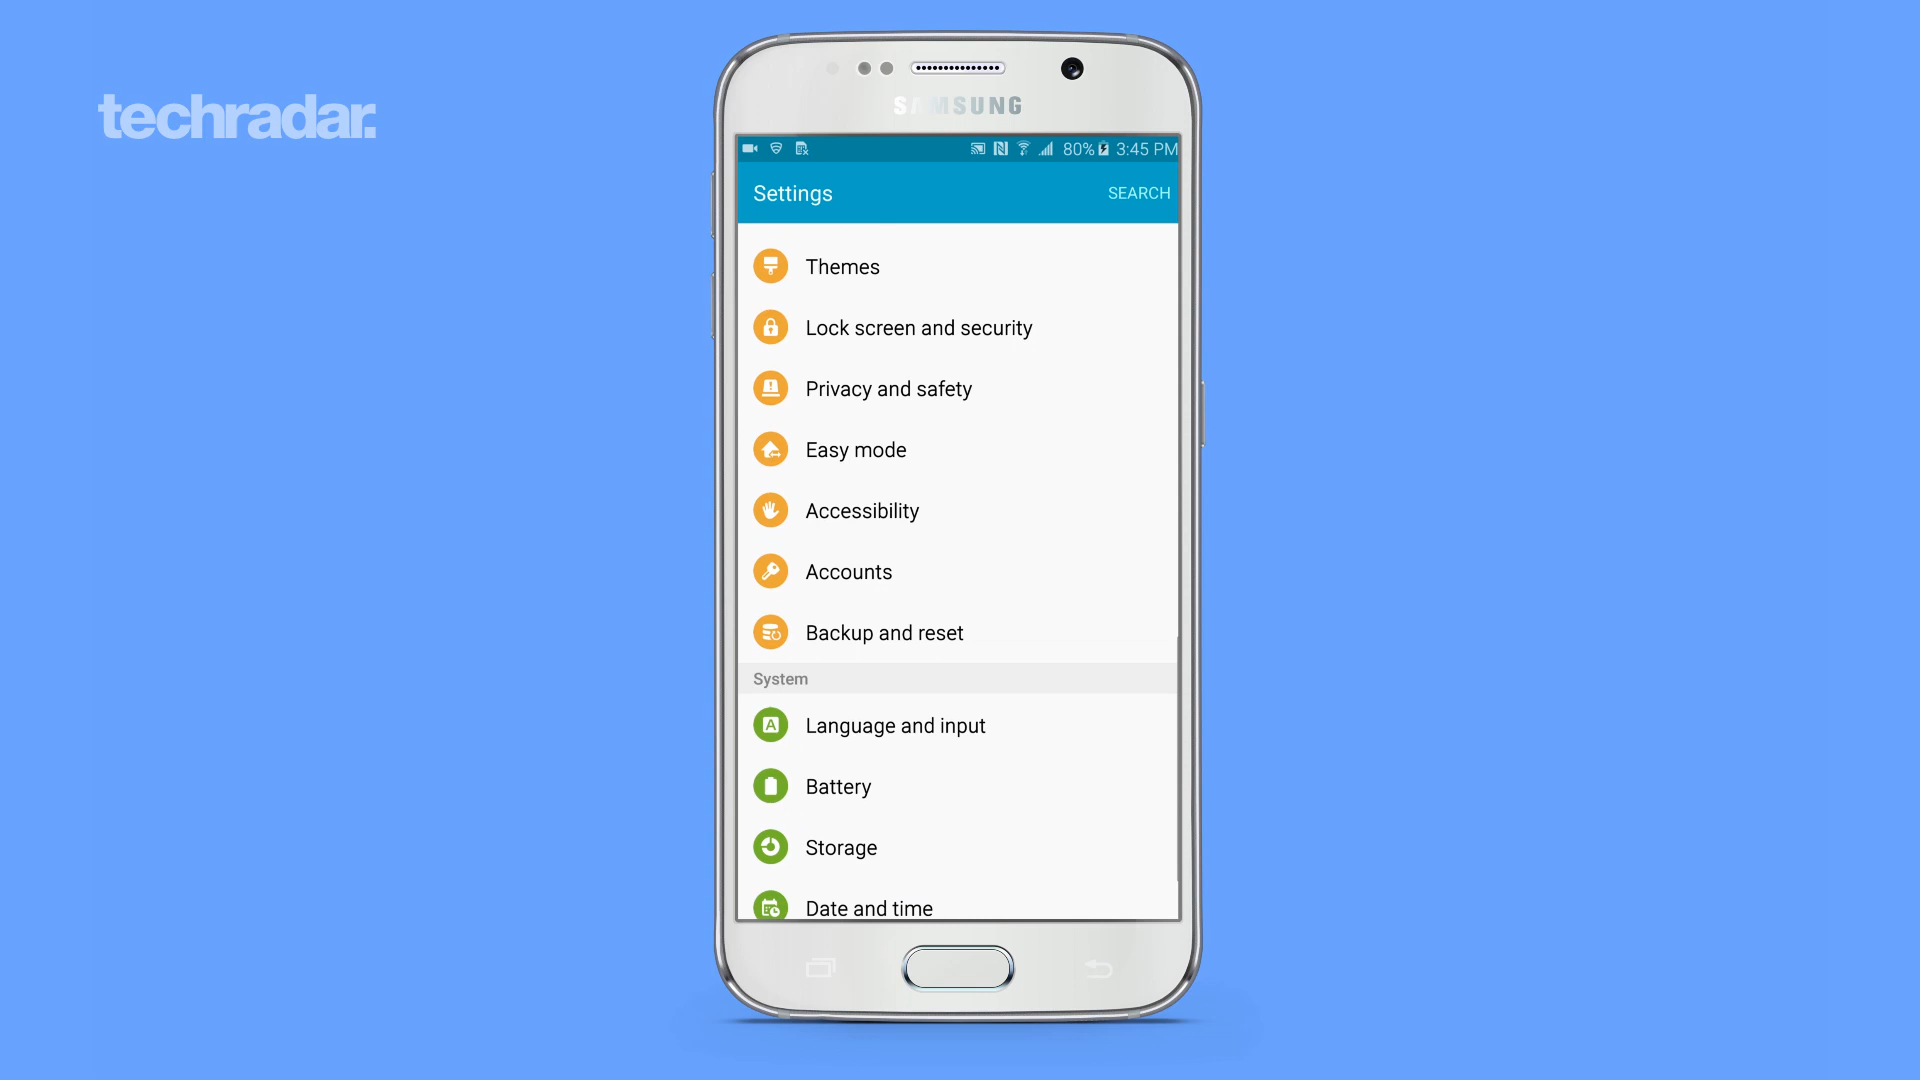 techradar.
SAMSUNG
80% 3:45 PM
Settings
SEARCH
Themes
Lock screen and security
Privacy and safety
Easy mode
Accessibility
Accounts
Backup and reset
System
Language and input
Battery
Storage
Date and time